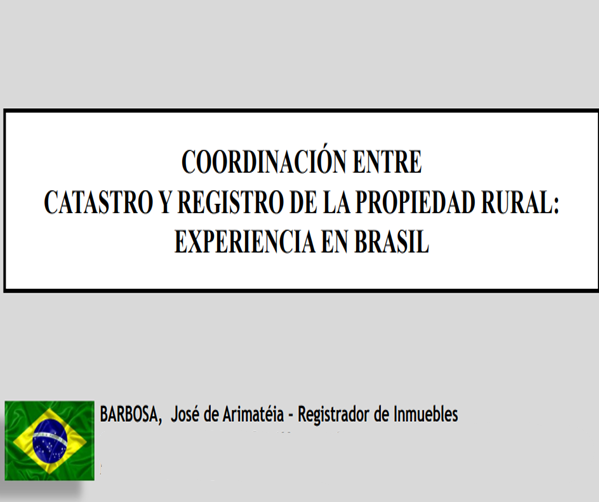 COORDINACIÓN ENTRE
CATASTRO Y REGISTRO DE LA PROPIEDAD RURAL:
EXPERIENCIA EN BRASIL
BARBOSA, José de Arimatéia - Registrador de Inmuebles